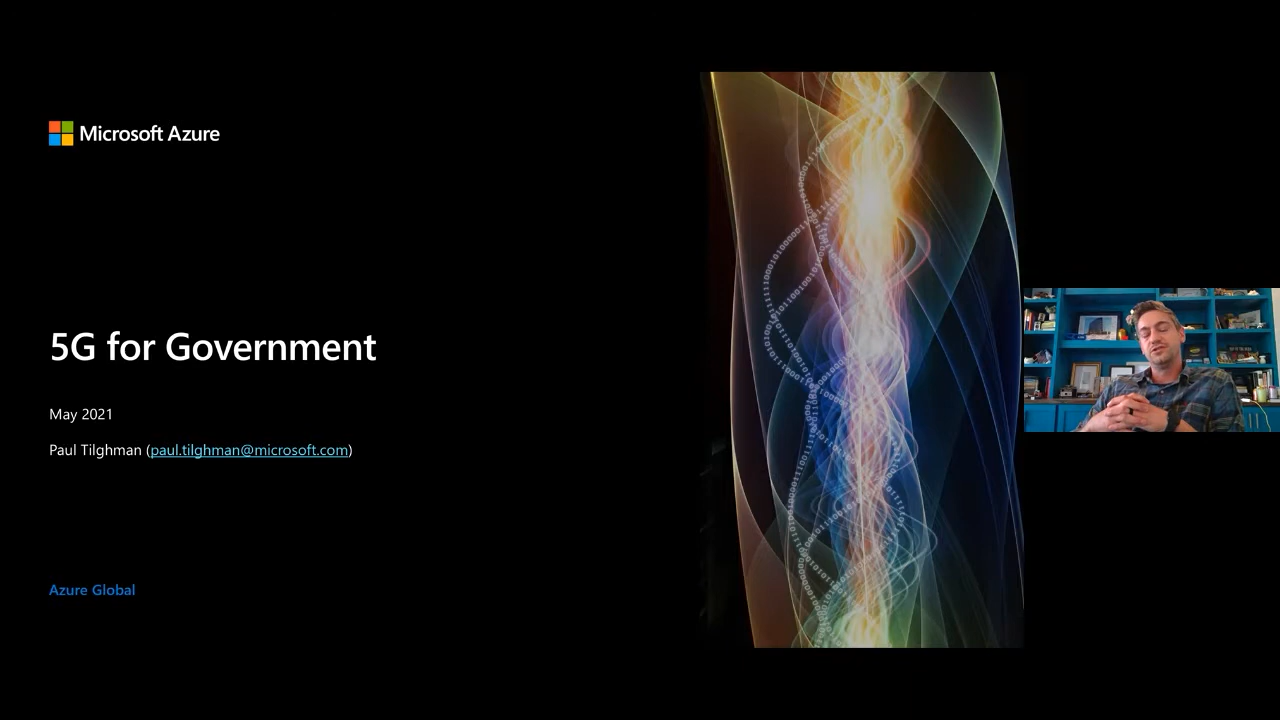 Microsoft Azure
5G for Government
May 2021
Paul Tilghman (paul.tilghman@microsoft.com)
Azure Global